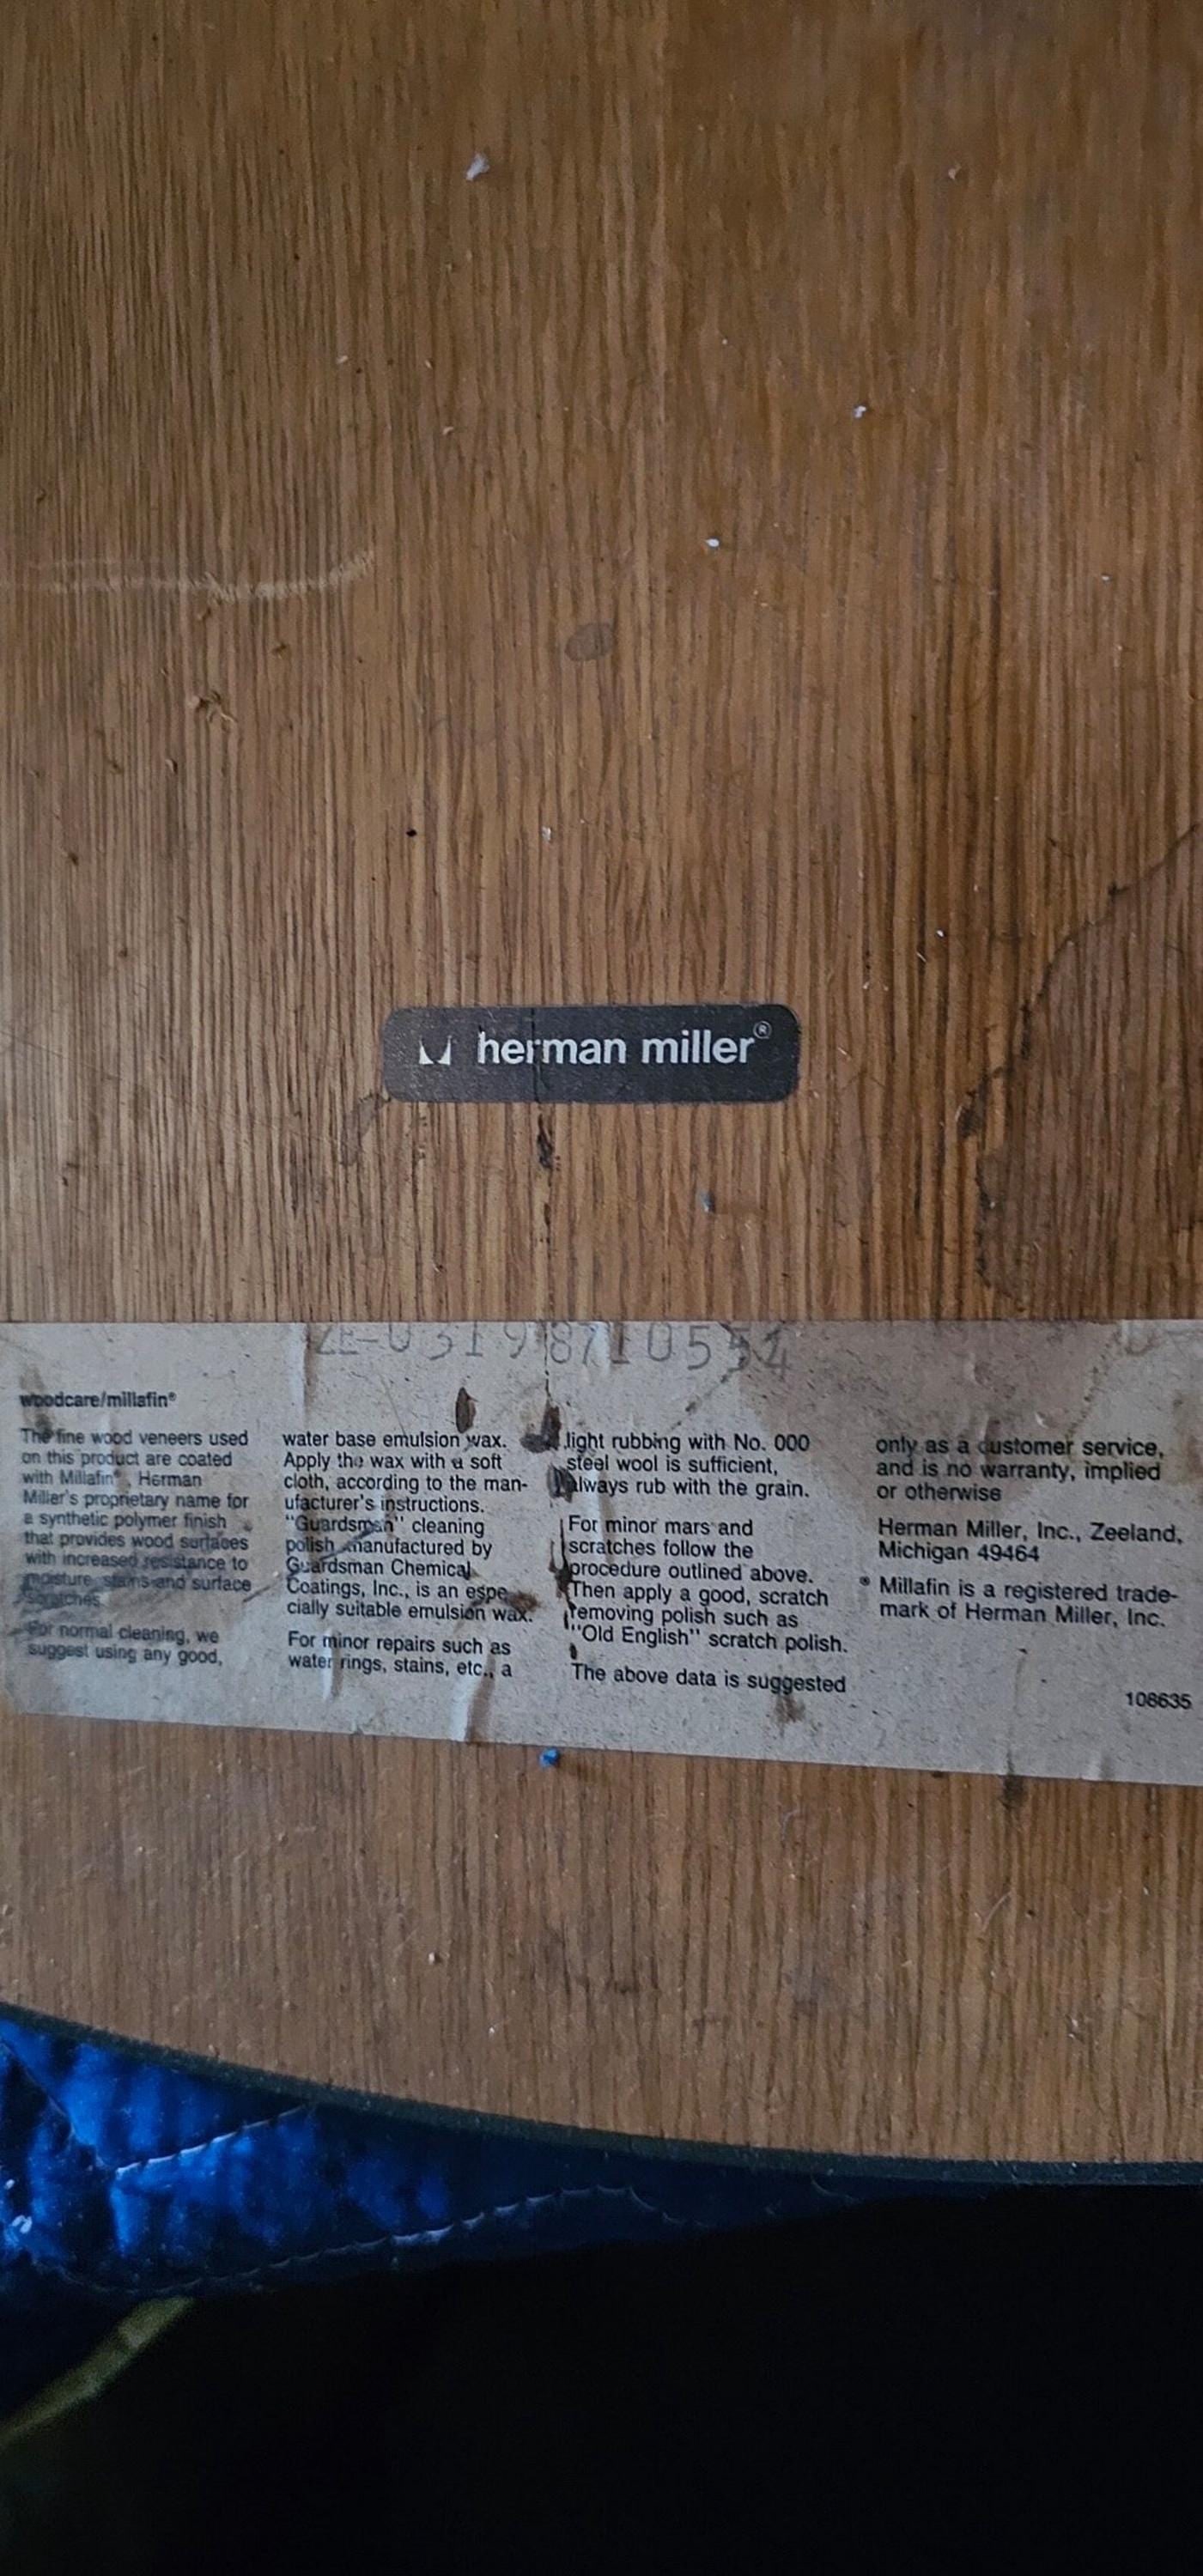 herman miller®
woodcare/millafin®
The fine wood veneers used
on this product are coated
with Millafin®, Herman
Miller's proprietary name for
a synthetic polymer finish
that provides wood surfaces
with increased resistance to
moisture, stains and surface
scratches.
For normal cleaning, we
suggest using any good,
water base emulsion wax.
Apply the wax with a soft
cloth, according to the man-
ufacturer's instructions.
"Guardsman" cleaning
polish manufactured by
Guardsman Chemical
Coatings, Inc., is an espe
cially suitable emulsion wax.
For minor repairs such as
water rings, stains, etc., a
light rubbing with No. 000
steel wool is sufficient,
always rub with the grain.
For minor mars and
scratches follow the
procedure outlined above.
Then apply a good, scratch
removing polish such as
"Old English" scratch polish.
The above data is suggested
only as a customer service,
and is no warranty, implied
or otherwise
Herman Miller, Inc., Zeeland,
Michigan 49464
® Millafin is a registered trade-
mark of Herman Miller, Inc.
108635